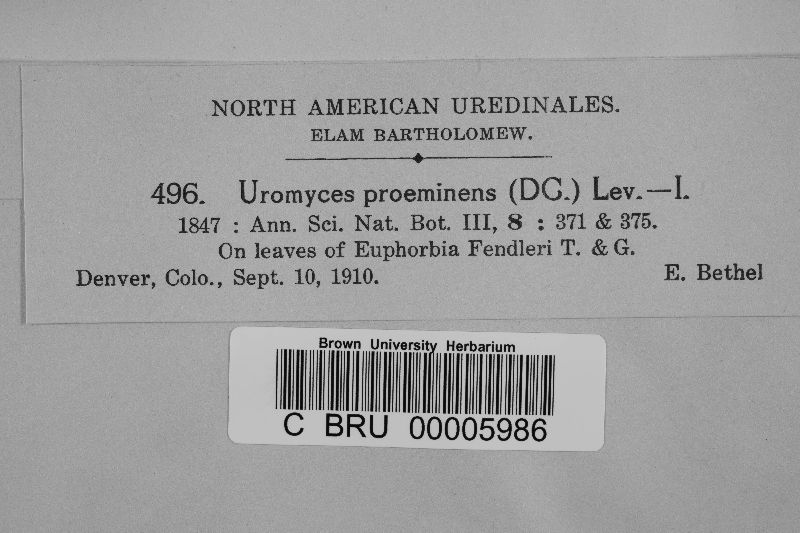 NORTH AMERICAN UREDINALES.
ELAM BARTHOLOMEW.
496. Uromyces proeminens (DC.) Lev.—I.
1847 : Ann. Sci. Nat. Bot. III, 8 : 371 & 375.
On leaves of Euphorbia Fendleri T. & G.
Denver, Colo., Sept. 10, 1910. E. Bethel
Brown University Herbarium
C BRU 00005986